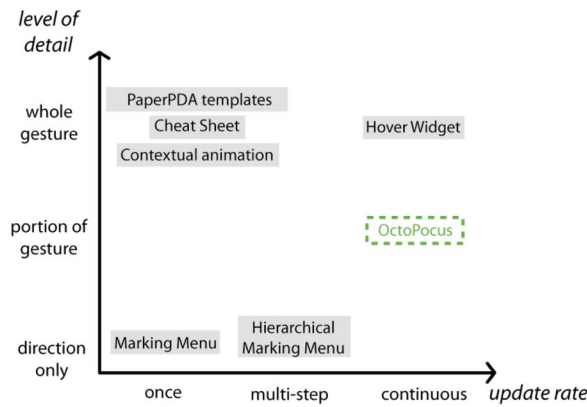 level of
detail
PaperPDA templates
whole
gesture
Cheat Sheet
Hover Widget
Contextual animation
portion of
gesture
OctoPocus
direction
only
Marking Menu
Hierarchical
Marking Menu
once
multi-step
continuous
update rate